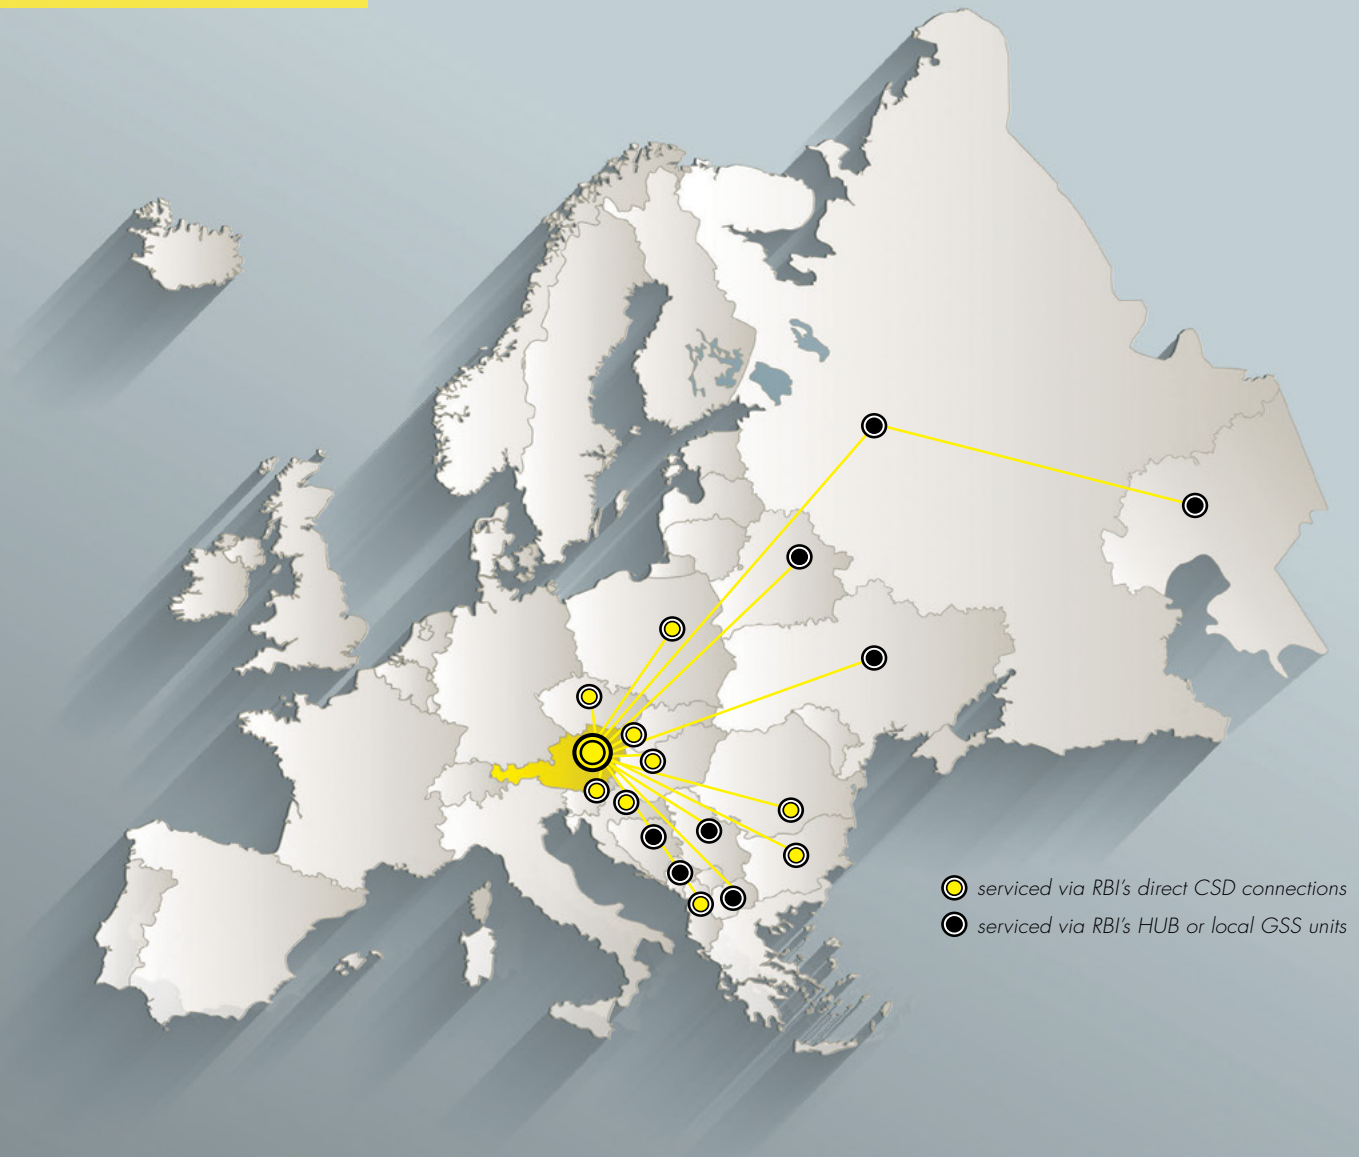 serviced via RBI's direct CSD connections
serviced via RBI's HUB or local GSS units